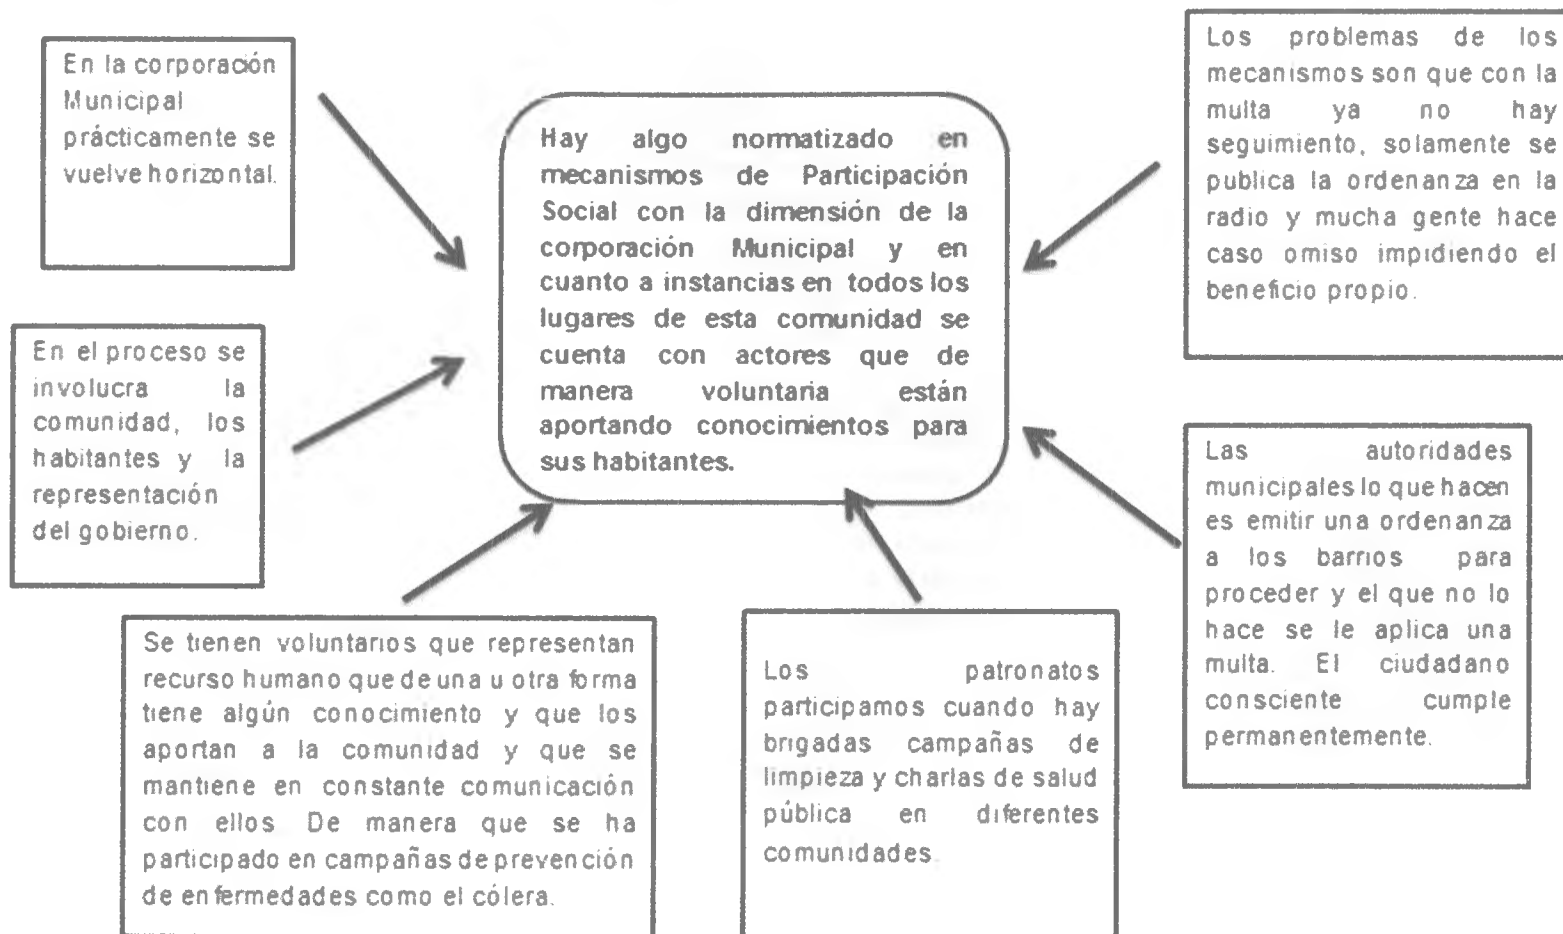 En la corporación
Municipal
prácticamente se
vuelve horizontal.
Hay algo normatizado en
mecanismos de Participación
Social con la dimensión de la
corporación Municipal y en
cuanto a instancias en todos los
lugares de esta comunidad se
cuenta con actores que de
manera voluntaria están
aportando conocimientos para
sus habitantes.
Los problemas de los
mecanismos son que con la
multa ya no hay
seguimiento, solamente se
publica la ordenanza en la
radio y mucha gente hace
caso omiso impidiendo el
beneficio propio.
En el proceso se
involucra la
comunidad, los
habitantes y la
representación
del gobierno.
Las autoridades
municipales lo que hacen
es emitir una ordenanza
a los barrios para
proceder y el que no lo
hace se le aplica una
multa. El ciudadano
consciente cumple
permanentemente.
Se tienen voluntarios que representan
recurso humano que de una u otra forma
tiene algún conocimiento y que los
aportan a la comunidad y que se
mantiene en constante comunicación
con ellos. De manera que se ha
participado en campañas de prevención
de enfermedades como el cólera.
Los patronatos
participamos cuando hay
brigadas campañas de
limpieza y charlas de salud
pública en diferentes
comunidades.